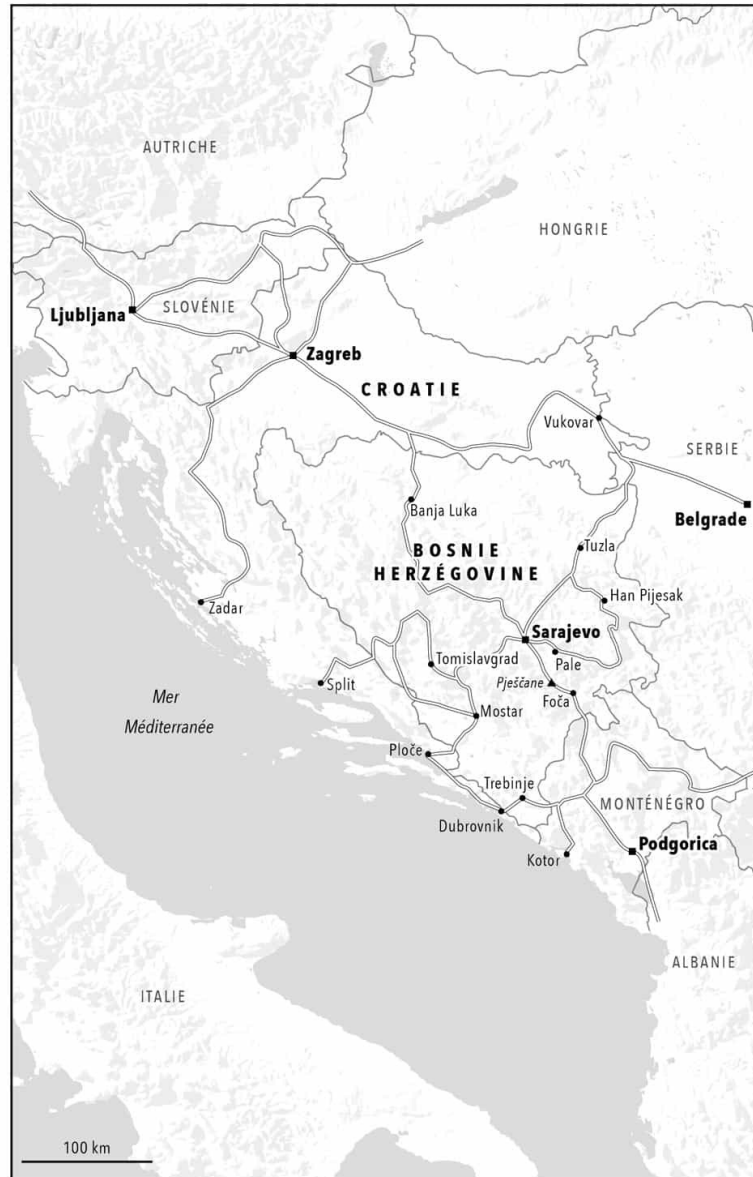 AUTRICHE
HONGRIE
SLOVÉNIE
Ljubljana
Zagreb
CROATIE
Vukovar
SERBIE
Banja Luka
Belgrade
Tuzla
BOSNIE
HERZÉGOVINE
Han Pijesak
Zadar
Sarajevo
Tomislavgrad
Pale
Split
Pješčane
Foča
Mer
Méditerranée
Mostar
Ploče
Trebinje
MONTÉNÉGRO
Dubrovnik
Podgorica
Kotor
ALBANIE
ITALIE
100 km